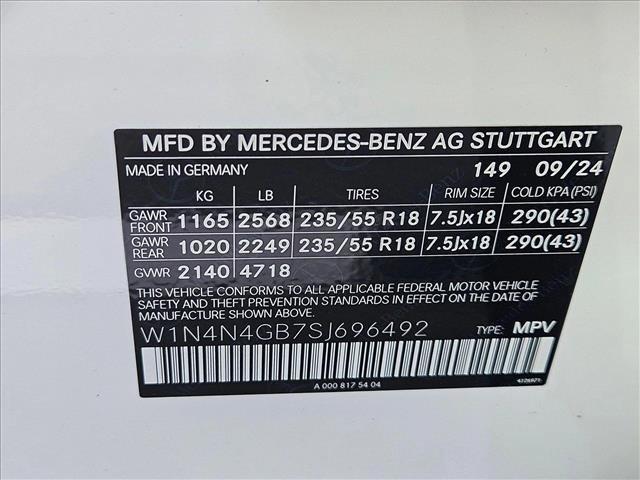 MFD BY MERCEDES-BENZ AG STUTTGART
MADE IN GERMANY 149 09/24
KG LB TIRES RIM SIZE COLD KPA(PSI)
GAWR FRONT 1165 2568 235/55 R18 7.5Jx18 290(43)
GAWR REAR 1020 2249 235/55 R18 7.5Jx18 290(43)
GVWR 2140 4718
THIS VEHICLE CONFORMS TO ALL APPLICABLE FEDERAL MOTOR VEHICLE
SAFETY AND THEFT PREVENTION STANDARDS IN EFFECT ON THE DATE OF
MANUFACTURE SHOWN ABOVE.
W1N4N4GB7SJ696492 TYPE: MPV
A 000 817 54 04